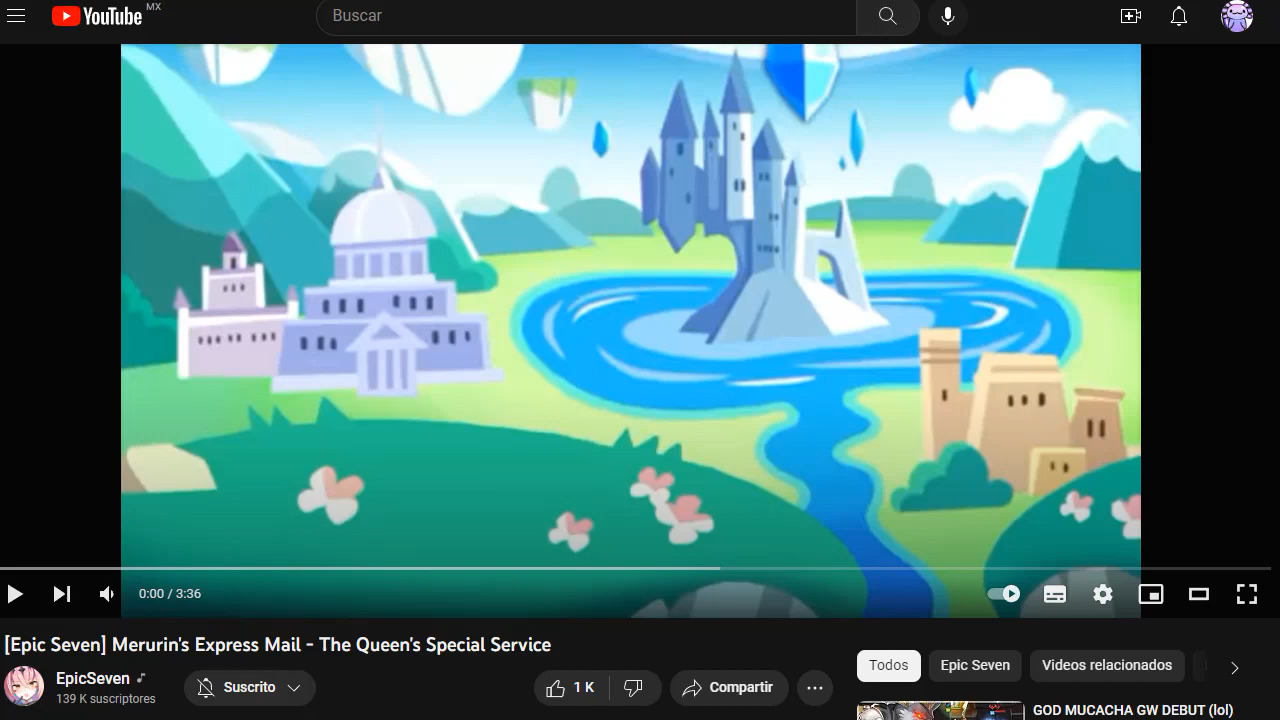 YouTube MX
Buscar
0:00 / 3:36
[Epic Seven] Merurin's Express Mail - The Queen's Special Service
EpicSeven
139 K suscriptores
Suscrito
1 K
Compartir
Todos
Epic Seven
Videos relacionados
GOD MUCACHA GW DEBUT (lol)